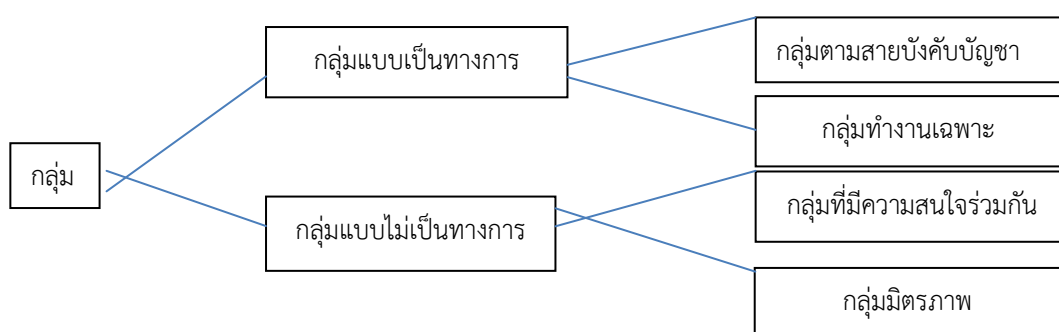 กลุ่ม
กลุ่มแบบเป็นทางการ
กลุ่มแบบไม่เป็นทางการ
กลุ่มตามสายบังคับบัญชา
กลุ่มทำงานเฉพาะ
กลุ่มที่มีความสนใจร่วมกัน
กลุ่มมิตรภาพ